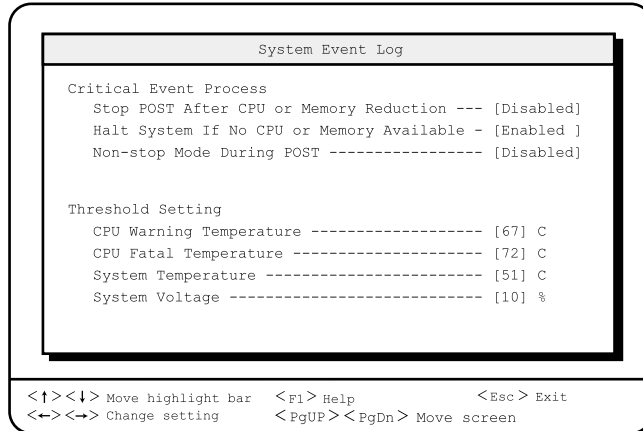 System Event Log
Critical Event Process
Stop POST After CPU or Memory Reduction --- [Disabled]
Halt System If No CPU or Memory Available - [Enabled ]
Non-stop Mode During POST ----------------- [Disabled]
Threshold Setting
CPU Warning Temperature ------------------- [67] C
CPU Fatal Temperature --------------------- [72] C
System Temperature ------------------------ [51] C
System Voltage ---------------------------- [10] %
<↑><↓> Move highlight bar <F1> Help <Esc> Exit
<←><→> Change setting <PgUP><PgDn> Move screen